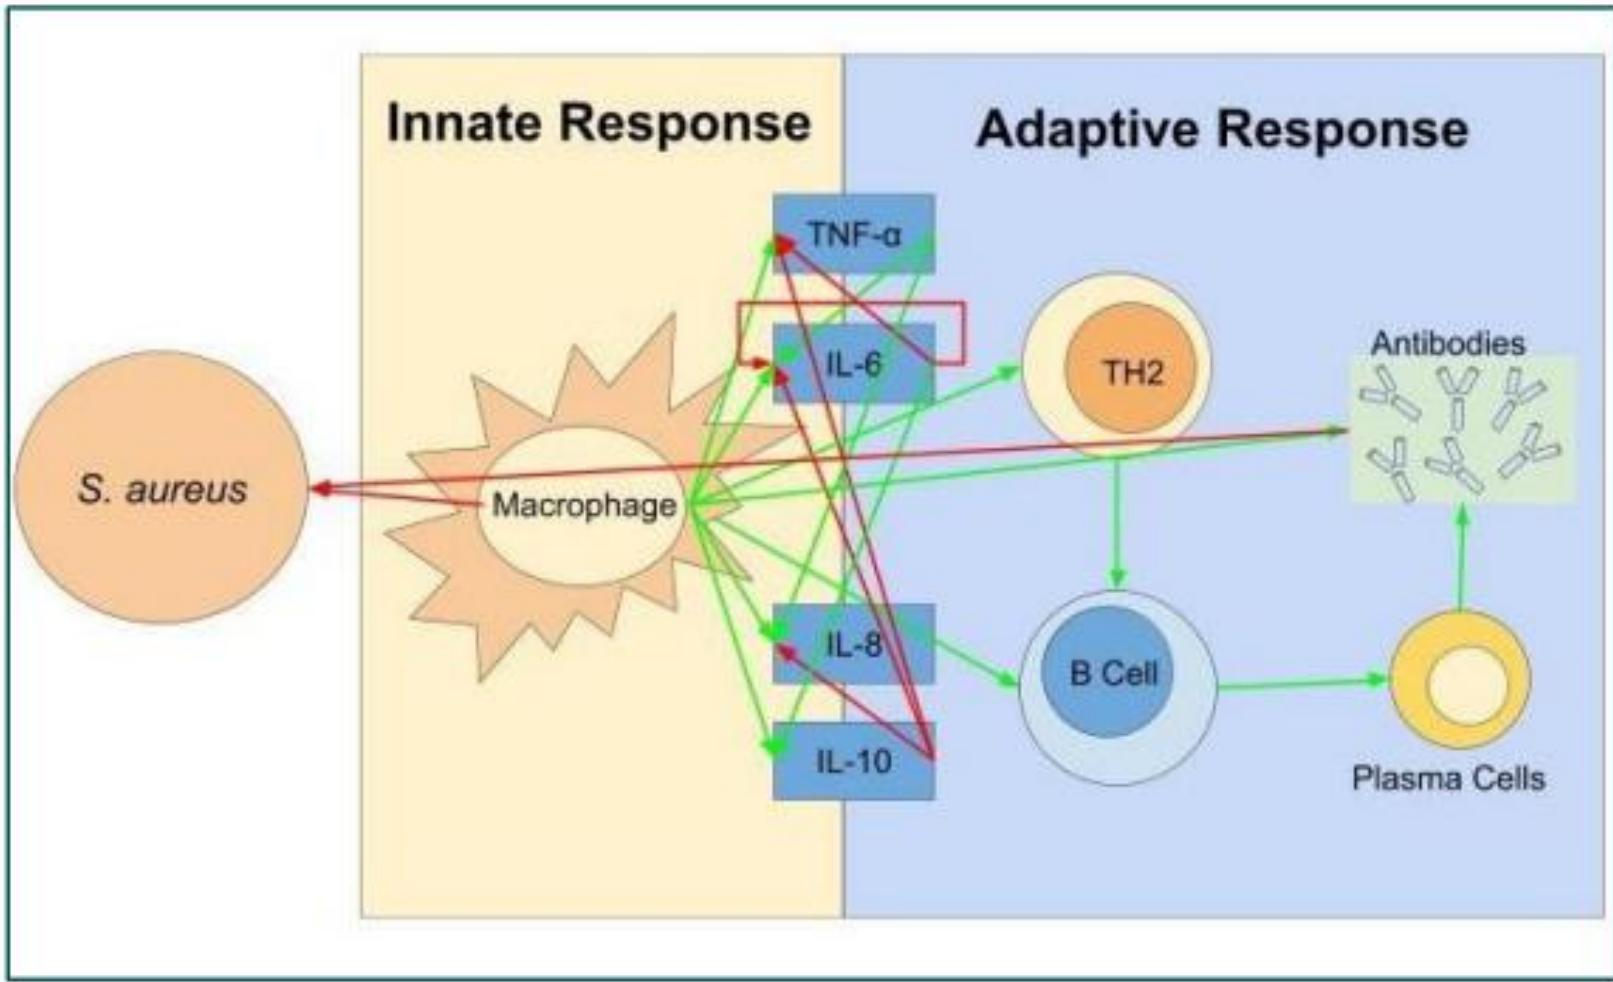 Innate Response
Adaptive Response
TNF-α
IL-6
TH2
Antibodies
S. aureus
Macrophage
IL-8
B Cell
IL-10
Plasma Cells